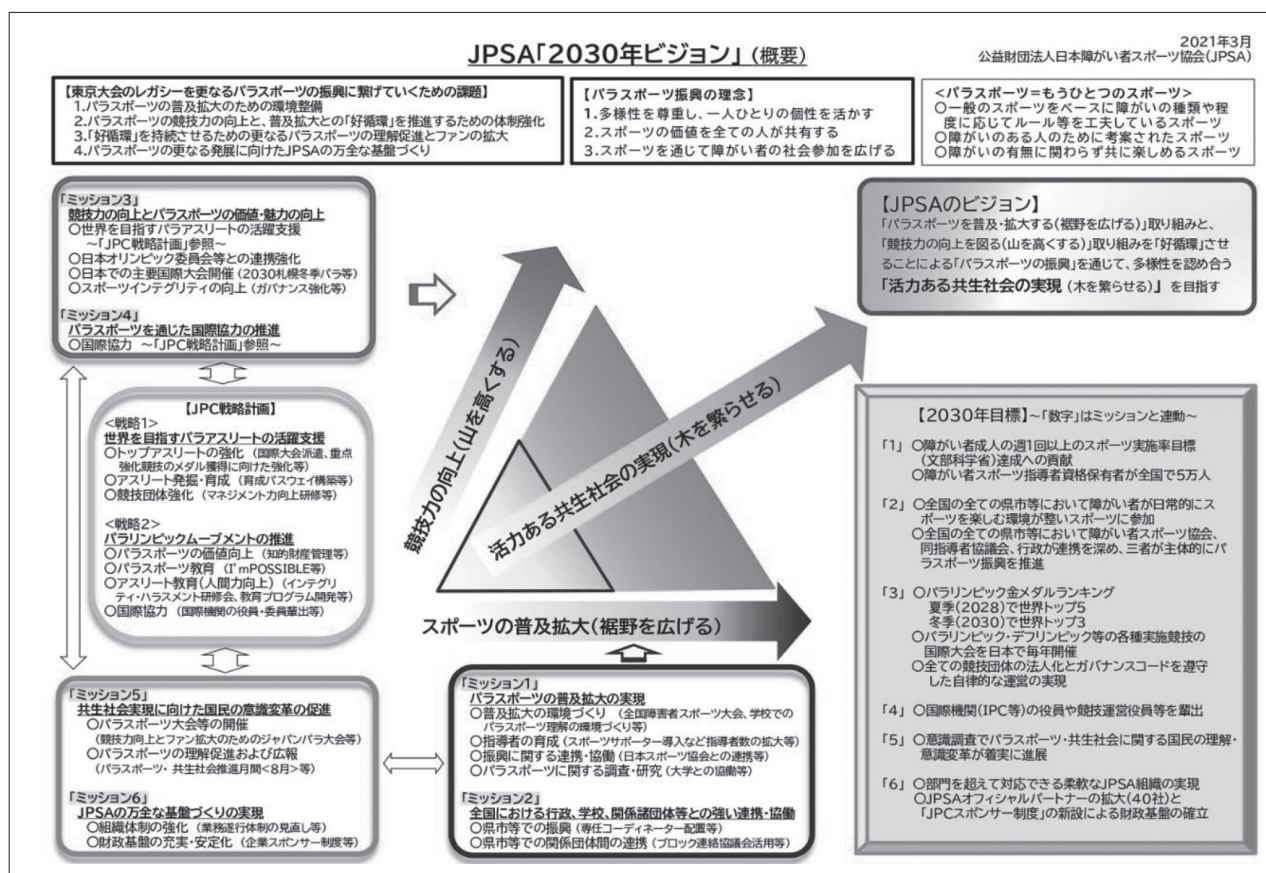 JPSA「2030年ビジョン」（概要）
2021年3月
公益財団法人日本障がい者スポーツ協会(JPSA)
【東京大会のレガシーを更なるパラスポーツの振興に繋げていくための課題】
1.パラスポーツの普及拡大のための環境整備
2.パラスポーツの競技力の向上と、普及拡大との「好循環」を推進するための体制強化
3.「好循環」を持続させるための更なるパラスポーツの理解促進とファンの拡大
4.パラスポーツの更なる発展に向けたJPSAの万全な基盤づくり
【パラスポーツ振興の理念】
1.多様性を尊重し、一人ひとりの個性を活かす
2.スポーツの価値を全ての人が共有する
3.スポーツを通じて障がい者の社会参加を広げる
<パラスポーツ=もうひとつのスポーツ>
○一般のスポーツをベースに障がいの種類や程
度に応じてルール等を工夫しているスポーツ
○障がいのある人のために考案されたスポーツ
○障がいの有無に関わらず共に楽しめるスポーツ
「ミッション3」
競技力の向上とパラスポーツの価値・魅力の向上
○世界を目指すパラアスリートの活躍支援
～「JPC戦略計画」参照～
○日本オリンピック委員会等との連携強化
○日本での主要国際大会開催（2030札幌冬季パラ等）
○スポーツインテグリティの向上（ガバナンス強化等）
「ミッション4」
パラスポーツを通じた国際協力の推進
○国際協力 ～「JPC戦略計画」参照～
【JPC戦略計画】
<戦略1>
世界を目指すパラアスリートの活躍支援
○トップアスリートの強化（国際大会派遣、重点
強化競技のメダル獲得に向けた強化等）
○アスリート発掘・育成（育成パスウェイ構築等）
○競技団体強化（マネジメント力向上研修等）
<戦略2>
パラリンピックムーブメントの推進
○パラスポーツの価値向上（知的財産管理等）
○パラスポーツ教育（I'mPOSSIBLE等）
○アスリート教育(人間力向上)（インテグリ
ティ・ハラスメント研修会、教育プログラム開発等）
○国際協力（国際機関の役員・委員輩出等）
「ミッション5」
共生社会実現に向けた国民の意識変革の促進
○パラスポーツ大会等の開催
（競技力向上とファン拡大のためのジャパンパラ大会等）
○パラスポーツの理解促進および広報
（パラスポーツ・共生社会推進月間<8月>等）
「ミッション6」
JPSAの万全な基盤づくりの実現
○組織体制の強化（業務遂行体制の見直し等）
○財政基盤の充実・安定化（企業スポンサー制度等）
競技力の向上(山を高くする)
活力ある共生社会の実現(木を繁らせる)
スポーツの普及拡大(裾野を広げる)
「ミッション1」
パラスポーツの普及拡大の実現
○普及拡大の環境づくり（全国障害者スポーツ大会、学校での
パラスポーツ理解の環境づくり等）
○指導者の育成（スポーツサポーター導入など指導者数の拡大等）
○振興に関する連携・協働（日本スポーツ協会との連携等）
○パラスポーツに関する調査・研究（大学との協働等）
「ミッション2」
全国における行政、学校、関係諸団体等との強い連携・協働
○県市等での振興（専任コーディネーター配置等）
○県市等での関係団体間の連携（ブロック連絡協議会活用等）
【JPSAのビジョン】
「パラスポーツを普及・拡大する(裾野を広げる)」取り組みと、
「競技力の向上を図る(山を高くする)」取り組みを「好循環」させ
ることによる「パラスポーツの振興」を通じて、多様性を認め合う
「活力ある共生社会の実現（木を繁らせる）」を目指す
【2030年目標】～「数字」はミッションと連動～
「1」○障がい者成人の週1回以上のスポーツ実施率目標
（文部科学省）達成への貢献
○障がい者スポーツ指導者資格保有者が全国で5万人
「2」○全国の全ての県市等において障がい者が日常的にス
ポーツを楽しむ環境が整いスポーツに参加
○全国の全ての県市等において障がい者スポーツ協会、
同指導者協議会、行政が連携を深め、三者が主体的にパ
ラスポーツ振興を推進
「3」○パラリンピック金メダルランキング
夏季(2028)で世界トップ5
冬季(2030)で世界トップ3
○パラリンピック・デフリンピック等の各種実施競技の
国際大会を日本で毎年開催
○全ての競技団体の法人化とガバナンスコードを遵守
した自律的な運営の実現
「4」○国際機関(IPC等)の役員や競技運営役員等を輩出
「5」○意識調査でパラスポーツ・共生社会に関する国民の理解・
意識変革が着実に進展
「6」○部門を超えて対応できる柔軟なJPSA組織の実現
○JPSAオフィシャルパートナーの拡大(40社)と
「JPCスポンサー制度」の新設による財政基盤の確立